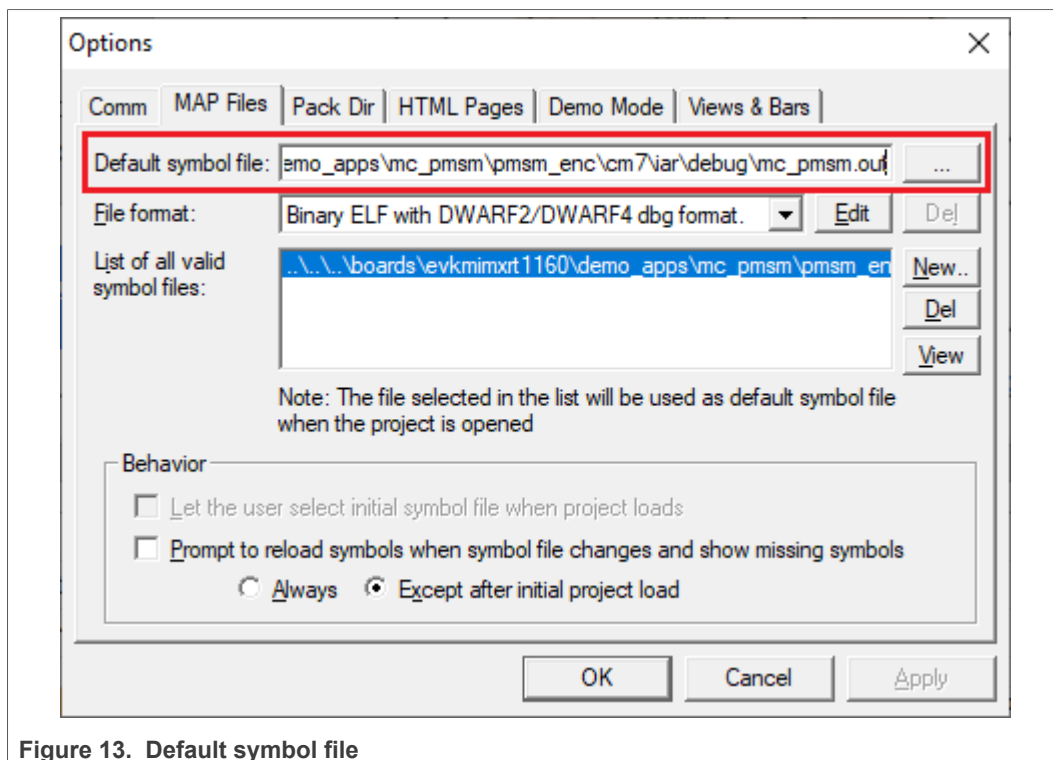 Options
Comm MAP Files Pack Dir HTML Pages Demo Mode Views & Bars
Default symbol file: emo_apps\mc_pmsm\pmsm_enc\cm7\iar\debug\mc_pmsm.out ...
File format: Binary ELF with DWARF2/DWARF4 dbg format. Edit Del
List of all valid ..\..\..\boards\evkmimxrt1160\demo_apps\mc_pmsm\pmsm_en New..
symbol files:
Del
View
Note: The file selected in the list will be used as default symbol file
when the project is opened
Behavior
Let the user select initial symbol file when project loads
Prompt to reload symbols when symbol file changes and show missing symbols
Always Except after initial project load
OK Cancel Apply
Figure 13. Default symbol file